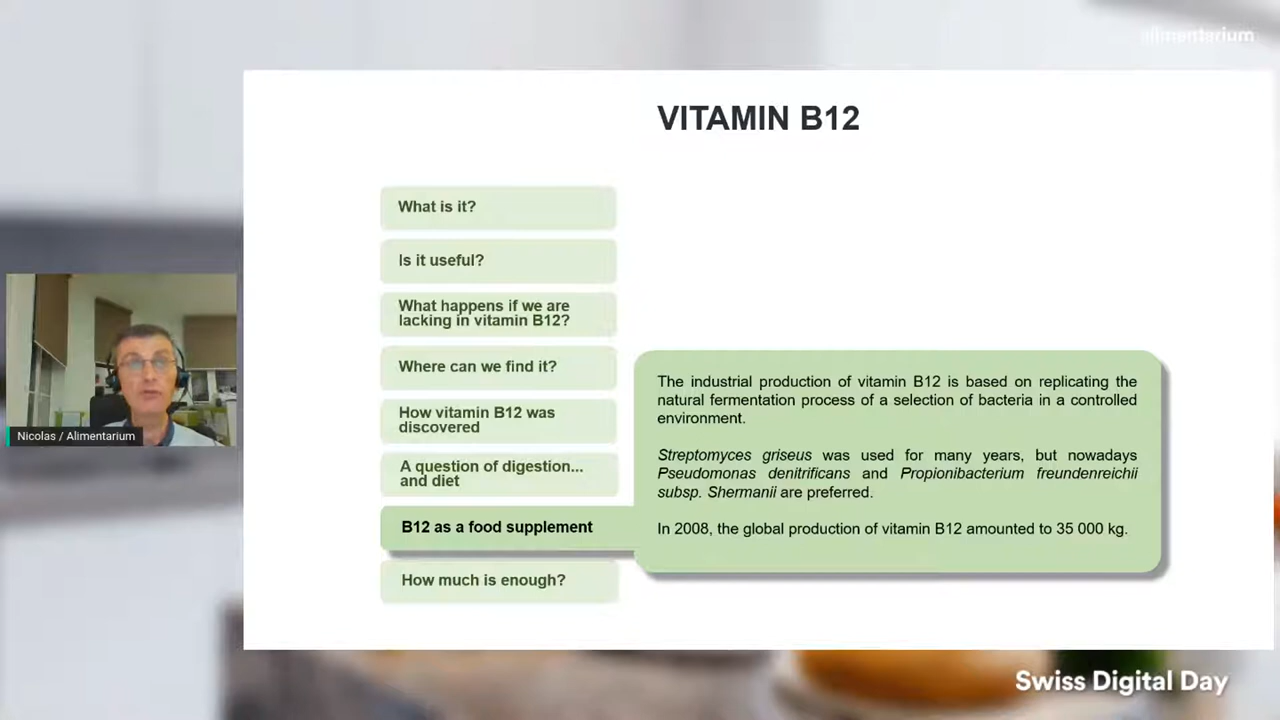 alimentarium
VITAMIN B12
What is it?
Is it useful?
What happens if we are
lacking in vitamin B12?
Where can we find it?
How vitamin B12 was
discovered
A question of digestion...
and diet
B12 as a food supplement
How much is enough?
The industrial production of vitamin B12 is based on replicating the
natural fermentation process of a selection of bacteria in a controlled
environment.
Streptomyces griseus was used for many years, but nowadays
Pseudomonas denitrificans and Propionibacterium freundenreichii
subsp. Shermanii are preferred.
In 2008, the global production of vitamin B12 amounted to 35 000 kg.
Nicolas / Alimentarium
Swiss Digital Day